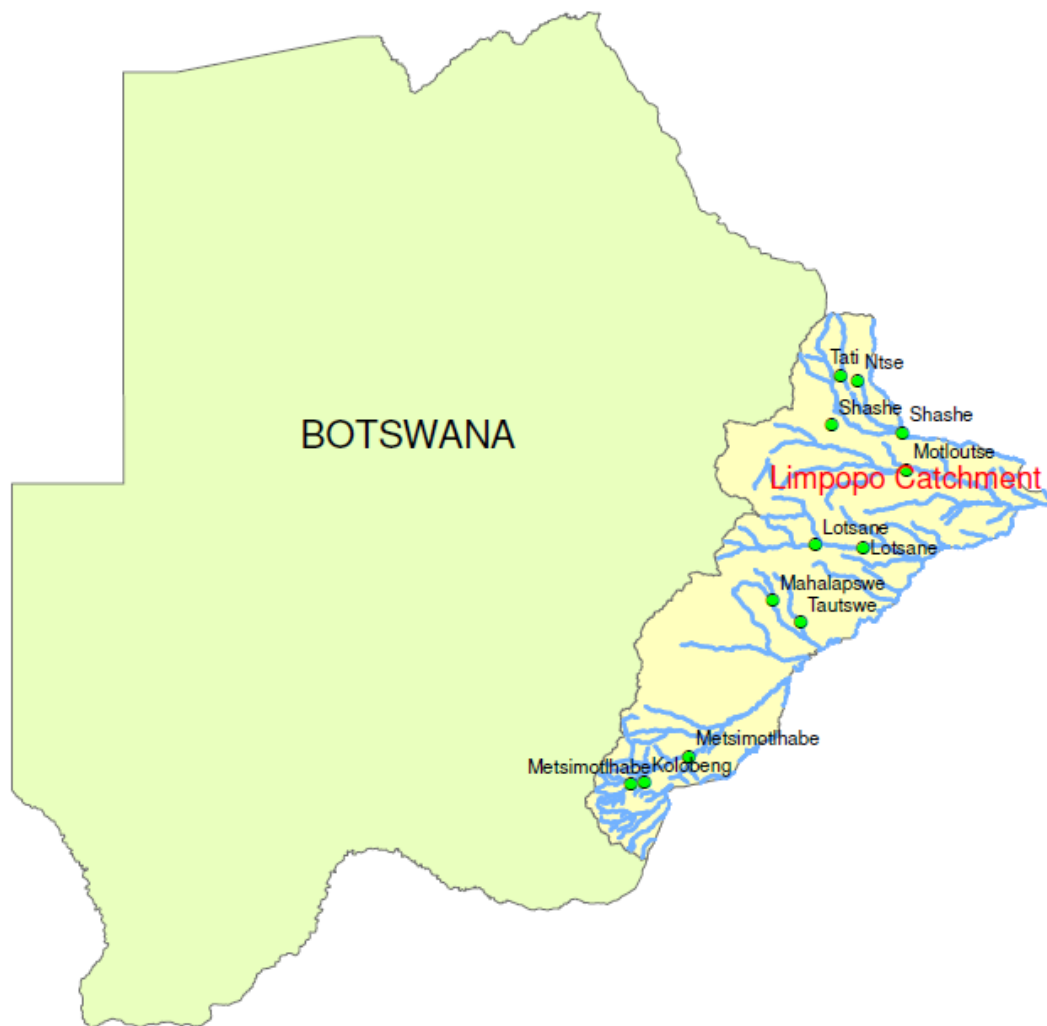 Tati
Ntse
Shashe
Shashe
BOTSWANA
Motloutse
Limpopo Catchment
Lotsane
Lotsane
Mahalapswe
Tautswe
Metsimotlhabe
Metsimotlhabe
Kolobeng